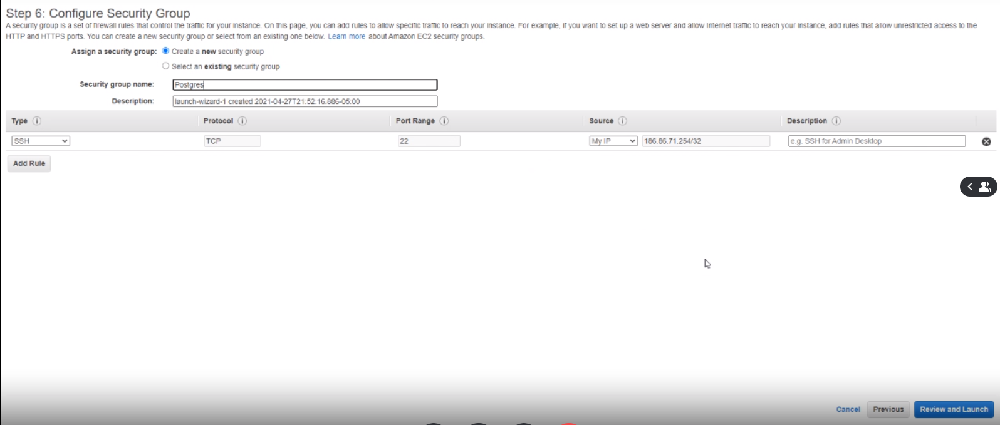 Step 6: Configure Security Group
A security group is a set of firewall rules that control the traffic for your instance. On this page, you can add rules to allow specific traffic to reach your instance. For example, if you want to set up a web server and allow Internet traffic to reach your instance, add rules that allow unrestricted access to the
HTTP and HTTPS ports. You can create a new security group or select from an existing one below. Learn more about Amazon EC2 security groups.
Assign a security group: Create a new security group
Select an existing security group
Security group name: Postgres
Description: launch-wizard-1 created 2021-04-27T21:52:16.886-05:00
Type Protocol Port Range Source Description
SSH TCP 22 My IP 186.86.71.254/32 e.g. SSH for Admin Desktop
Add Rule
Cancel Previous Review and Launch